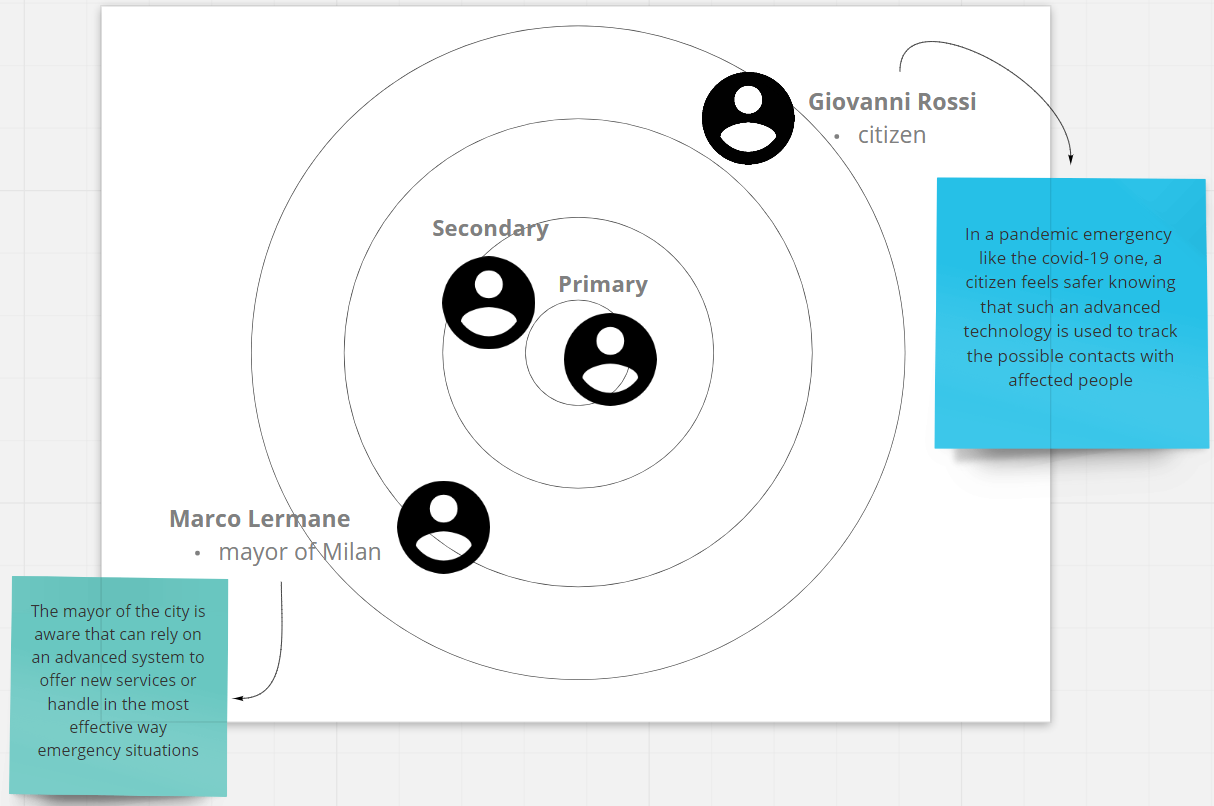 Giovanni Rossi
• citizen
In a pandemic emergency
like the covid-19 one, a
citizen feels safer knowing
that such an advanced
technology is used to track
the possible contacts with
affected people
Secondary
Primary
Marco Lermane
• mayor of Milan
The mayor of the city is
aware that can rely on
an advanced system to
offer new services or
handle in the most
effective way
emergency situations